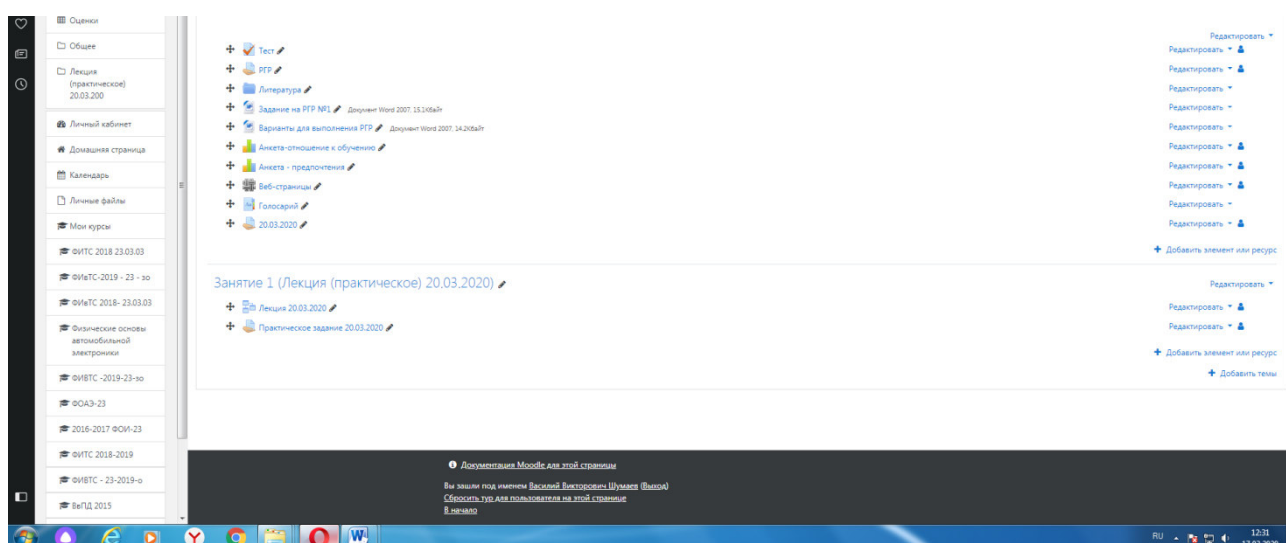 Оценки
Общее
Лекция
(практическое)
20.03.200
Личный кабинет
Домашняя страница
Календарь
Личные файлы
Мои курсы
ФИТС 2018 23.03.03
ФИвТС-2019 - 23 - зо
ФИвТС 2018- 23.03.03
Физические основы
автомобильной
электроники
ФИВТС -2019-23-зо
ФОАЭ-23
2016-2017 ФОИ-23
ФИТС 2018-2019
ФИВТС - 23-2019-о
ВвПД 2015
Редактировать
Тест Редактировать
РГР Редактировать
Литература Редактировать
Задание на РГР №1 Документ Word 2007, 15.1Кбайт Редактировать
Варианты для выполнения РГР Документ Word 2007, 14.2Кбайт Редактировать
Анкета-отношение к обучению Редактировать
Анкета - предпочтения Редактировать
Веб-страницы Редактировать
Голосарий Редактировать
20.03.2020 Редактировать
Добавить элемент или ресурс
Занятие 1 (Лекция (практическое) 20.03.2020) Редактировать
Лекция 20.03.2020 Редактировать
Практическое задание 20.03.2020 Редактировать
Добавить элемент или ресурс
Добавить темы
Документация Moodle для этой страницы
Вы зашли под именем Василий Викторович Шумаев (Выход)
Сбросить тур для пользователя на этой странице
В начало
RU 12:31